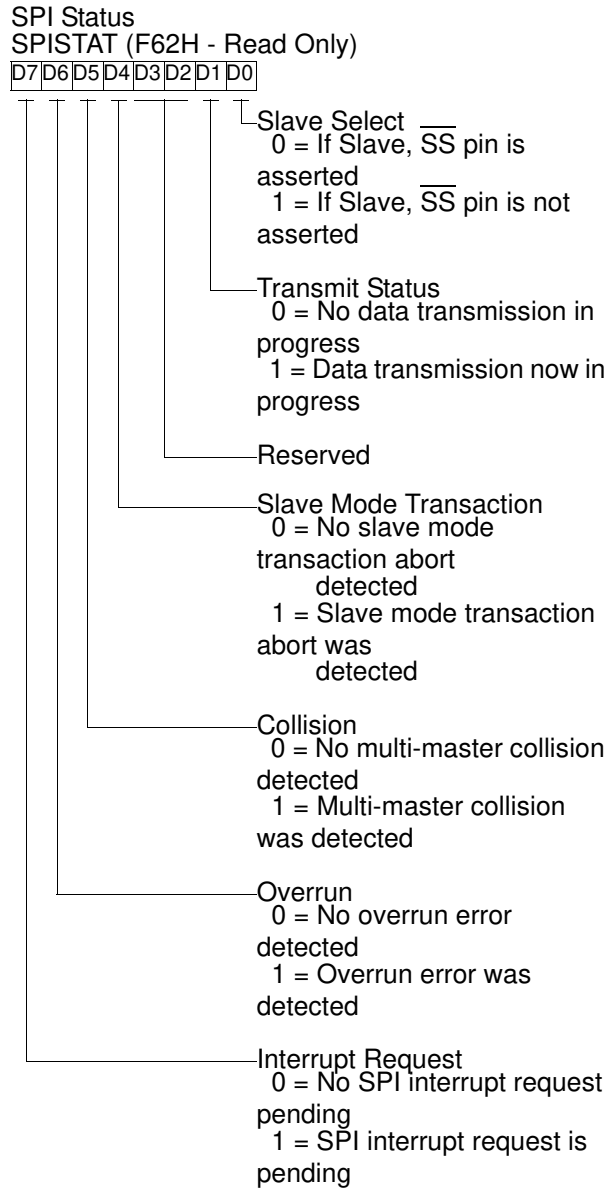 SPI Status
SPISTAT (F62H - Read Only)
D7 D6 D5 D4 D3 D2 D1 D0
Slave Select
0 = If Slave, S̅S̅ pin is
asserted
1 = If Slave, S̅S̅ pin is not
asserted
Transmit Status
0 = No data transmission in
progress
1 = Data transmission now in
progress
Reserved
Slave Mode Transaction
0 = No slave mode
transaction abort
detected
1 = Slave mode transaction
abort was
detected
Collision
0 = No multi-master collision
detected
1 = Multi-master collision
was detected
Overrun
0 = No overrun error
detected
1 = Overrun error was
detected
Interrupt Request
0 = No SPI interrupt request
pending
1 = SPI interrupt request is
pending